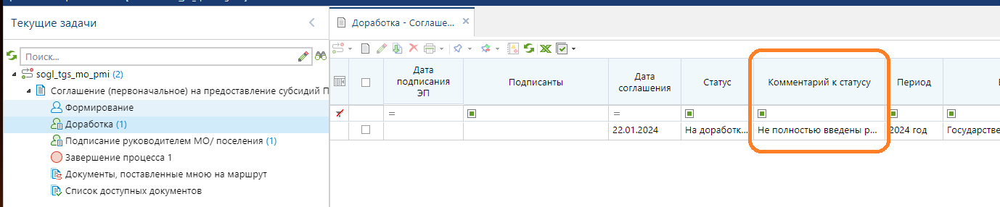 Текущие задачи
Доработка - Соглаше...
Поиск...
sogl_tgs_mo_pmi (2)
Соглашение (первоначальное) на предоставление субсидий П
Формирование
Доработка (1)
Подписание руководителем МО/ поселения (1)
Завершение процесса 1
Документы, поставленные мною на маршрут
Список доступных документов
Дата
подписания
ЭП
Подписанты
Дата
соглашения
Статус
Комментарий к статусу
Период
= =
22.01.2024 На доработк... Не полностью введены р... 2024 год Государстве